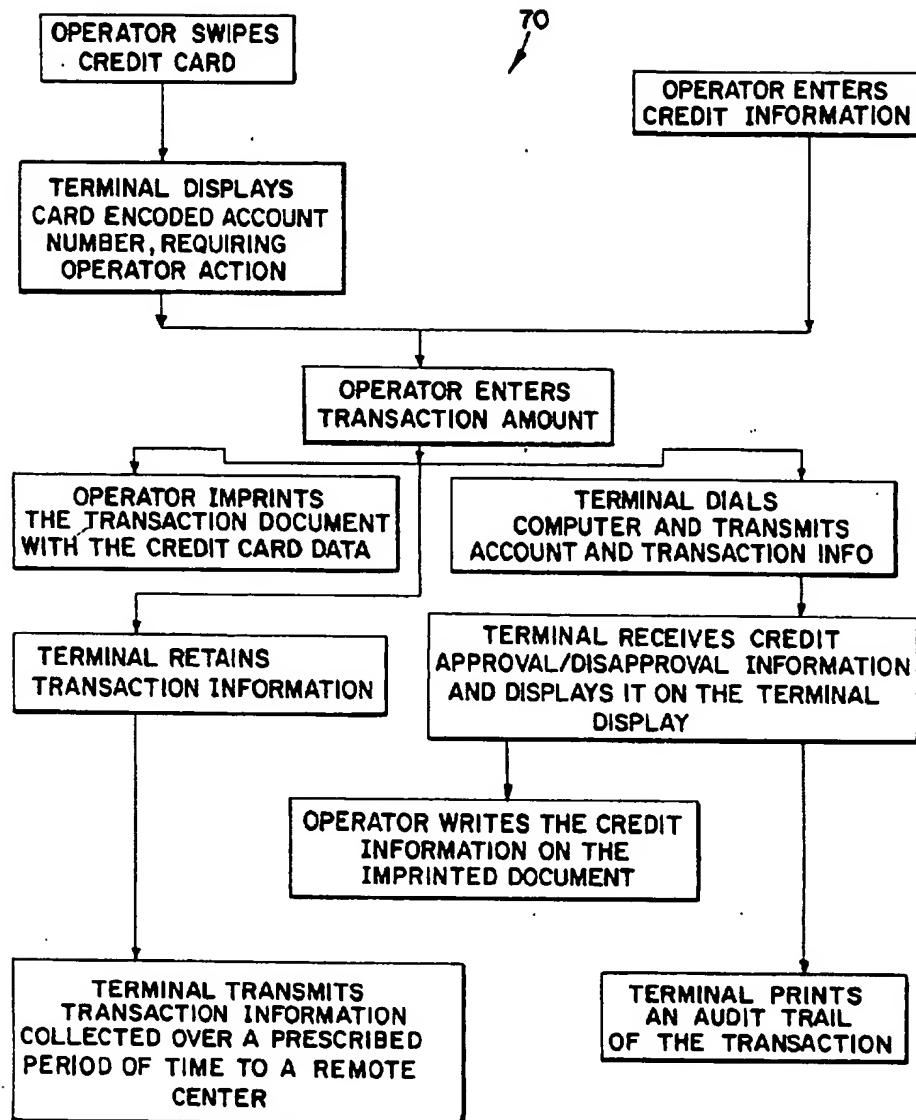 70
OPERATOR SWIPES
CREDIT CARD
OPERATOR ENTERS
CREDIT INFORMATION
TERMINAL DISPLAYS
CARD ENCODED ACCOUNT
NUMBER, REQUIRING
OPERATOR ACTION
OPERATOR ENTERS
TRANSACTION AMOUNT
OPERATOR IMPRINTS
THE TRANSACTION DOCUMENT
WITH THE CREDIT CARD DATA
TERMINAL DIALS
COMPUTER AND TRANSMITS
ACCOUNT AND TRANSACTION INFO
TERMINAL RETAINS
TRANSACTION INFORMATION
TERMINAL RECEIVES CREDIT
APPROVAL/DISAPPROVAL INFORMATION
AND DISPLAYS IT ON THE TERMINAL
DISPLAY
OPERATOR WRITES THE CREDIT
INFORMATION ON THE
IMPRINTED DOCUMENT
TERMINAL TRANSMITS
TRANSACTION INFORMATION
COLLECTED OVER A PRESCRIBED
PERIOD OF TIME TO A REMOTE
CENTER
TERMINAL PRINTS
AN AUDIT TRAIL
OF THE TRANSACTION